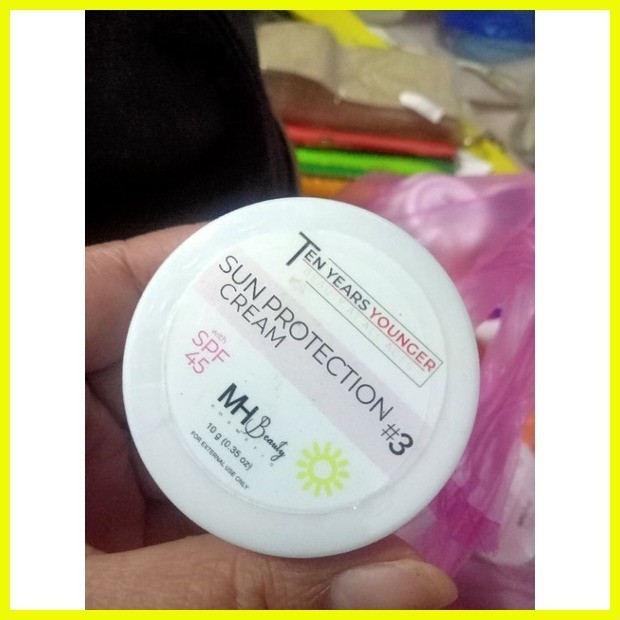 TEN YEARS YOUNGER
SUN PROTECTION
CREAM #3
with
SPF
45
MH Beauty
10 g (0.35 oz)
FOR EXTERNAL USE ONLY